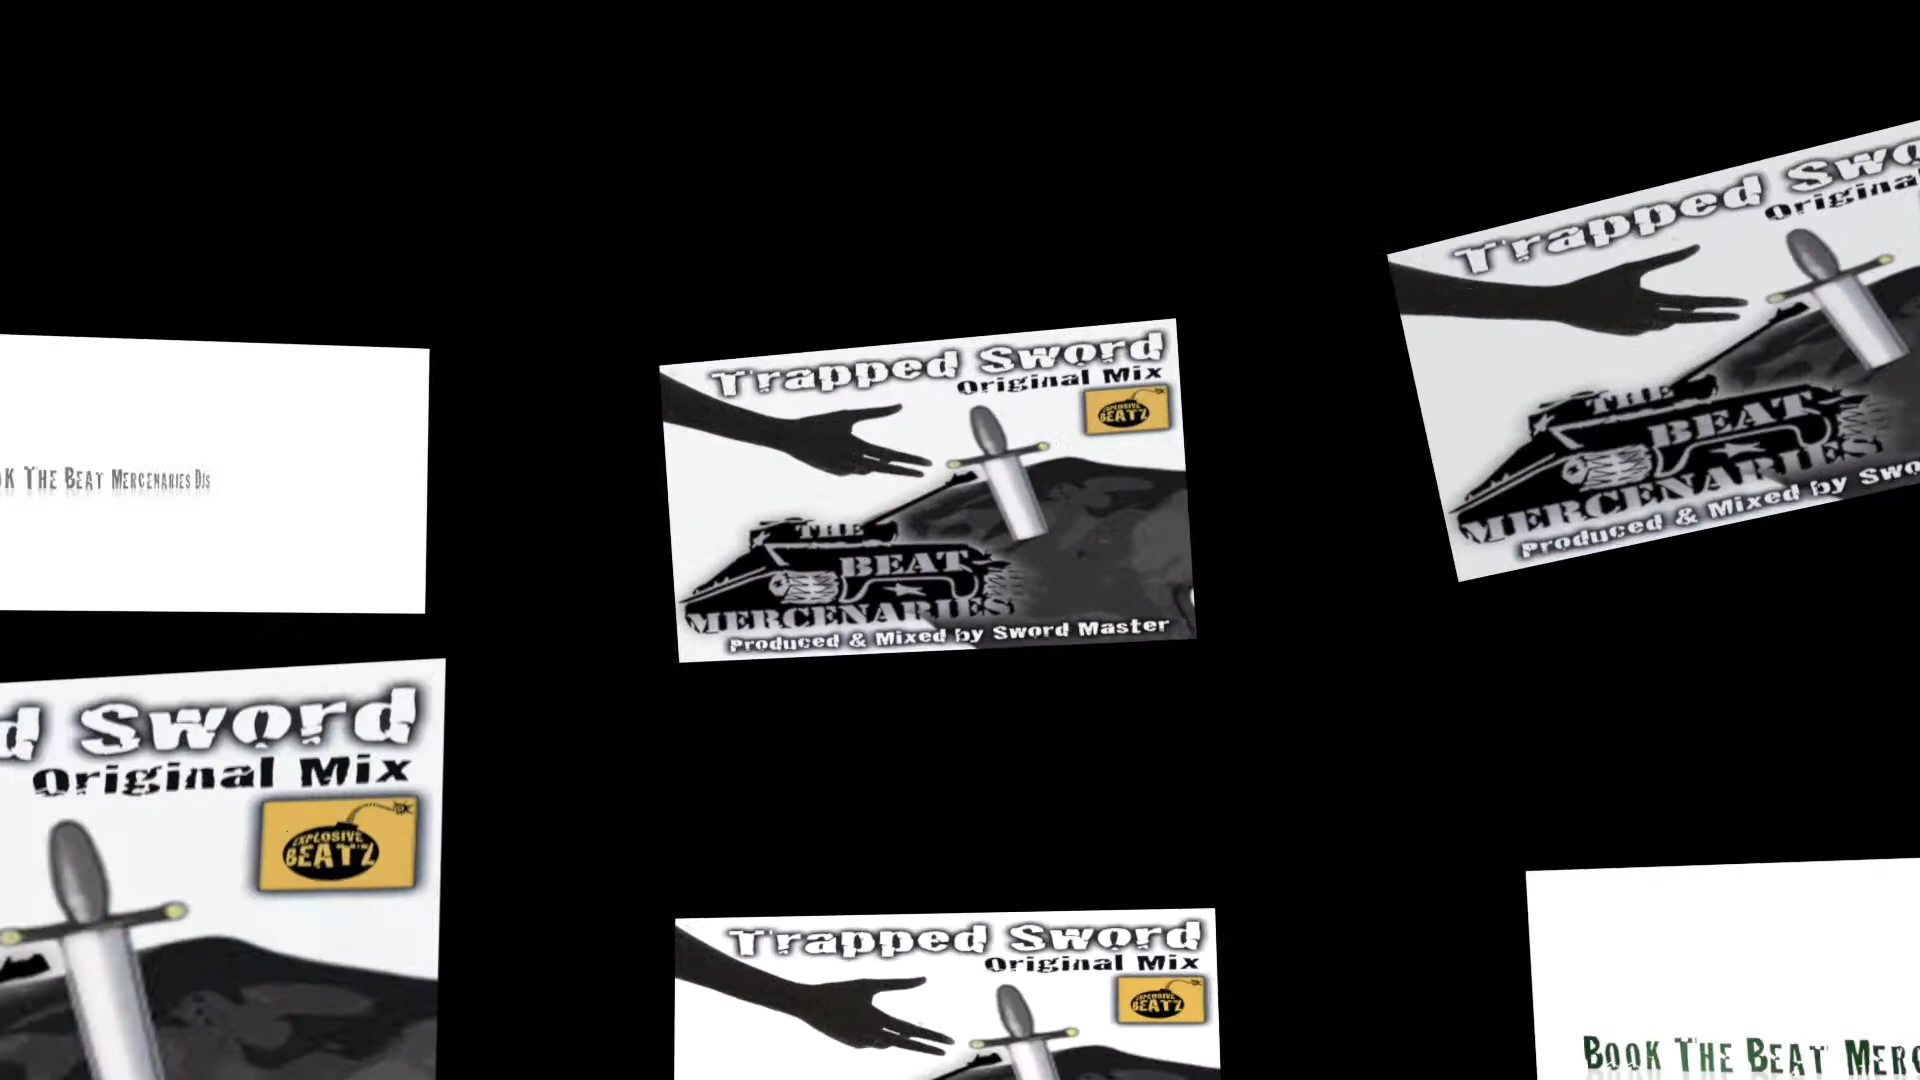 Trapped Swo
Origina
THE
BEAT
MERCENARIES
Produced & Mixed by Swo
Trapped Sword
Original Mix
EXPLOSIVE
BEATZ
THE
BEAT
MERCENARIES
Produced & Mixed by Sword Master
OK THE BEAT MERCENARIES DJS
d Sword
Original Mix
EXPLOSIVE
BEATZ
Trapped Sword
Original Mix
EXPLOSIVE
BEATZ
BOOK THE BEAT MERC